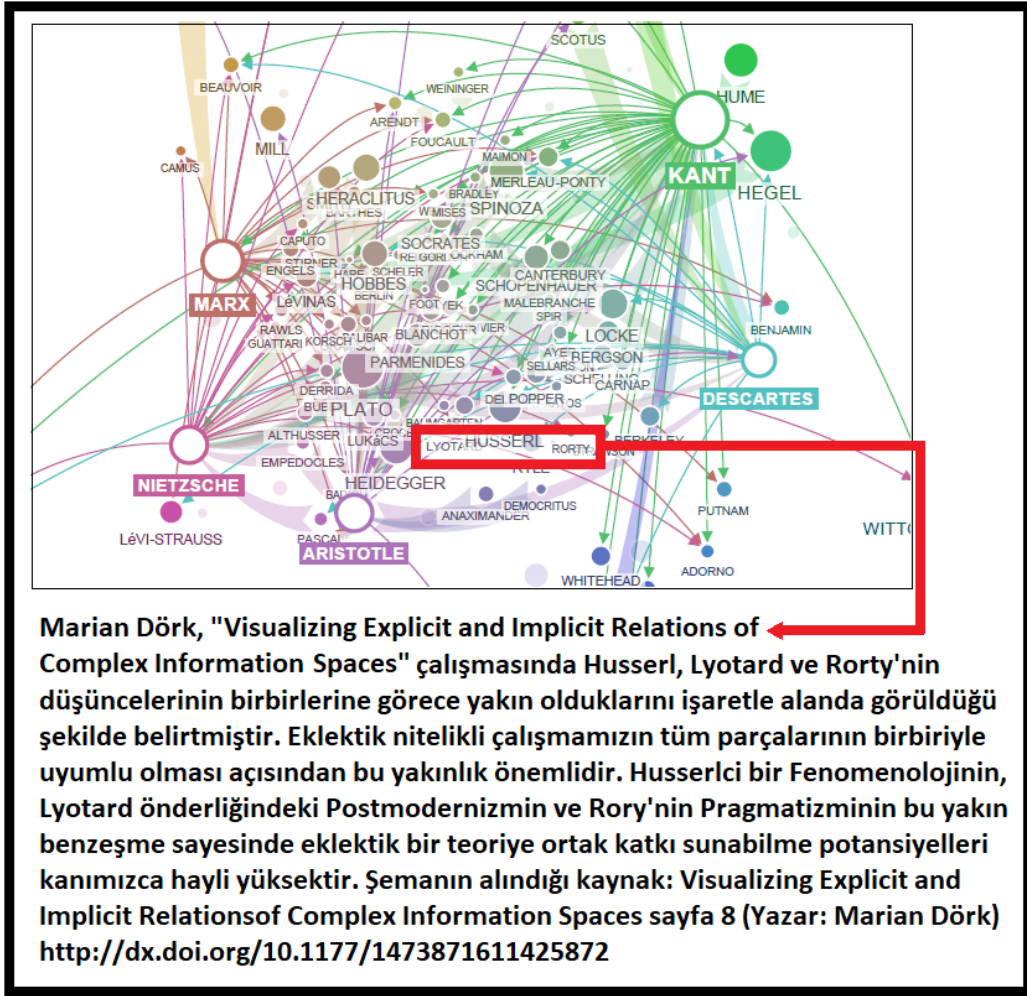 SCOTUS
BEAUVOIR
WEININGER
HUME
ARENDT
FOUCAULT
MILL
MAIMON
CAMUS
MERLEAU-PONTY
KANT
HEGEL
HERACLITUS
BRADLEY
MISES
SPINOZA
CAPUTO
SOCRATES
STIRNER
ENGELS
SCHELER
CANTERBURY
HOBBES
SCHOPENHAUER
BERLIN
MARX
LéVINAS
FOOT
MALEBRANCHE
SPIR
BENJAMIN
RAWLS
BLANCHOT
LOCKE
GUATTARI
KORSCH
BERGSON
PARMENIDES
SELLARS
CARNAP
DERRIDA
POPPER
DESCARTES
PLATO
ALTHUSSER
LUKáCS
LYOTARD
HUSSERL
RORTY
BERKELEY
EMPEDOCLES
NIETZSCHE
HEIDEGGER
DEMOCRITUS
PUTNAM
ANAXIMANDER
LéVI-STRAUSS
PASCAL
ARISTOTLE
WHITEHEAD
ADORNO
Marian Dörk, "Visualizing Explicit and Implicit Relations of
Complex Information Spaces" çalışmasında Husserl, Lyotard ve Rorty'nin
düşüncelerinin birbirlerine görece yakın olduklarını işaretle alanda görüldüğü
şekilde belirtmiştir. Eklektik nitelikli çalışmamızın tüm parçalarının birbiriyle
uyumlu olması açısından bu yakınlık önemlidir. Husserlci bir Fenomenolojinin,
Lyotard önderliğindeki Postmodernizmin ve Rory'nin Pragmatizminin bu yakın
benzeşme sayesinde eklektik bir teoriye ortak katkı sunabilme potansiyelleri
kanımızca hayli yüksektir. Şemanın alındığı kaynak: Visualizing Explicit and
Implicit Relationsof Complex Information Spaces sayfa 8 (Yazar: Marian Dörk)
http://dx.doi.org/10.1177/1473871611425872